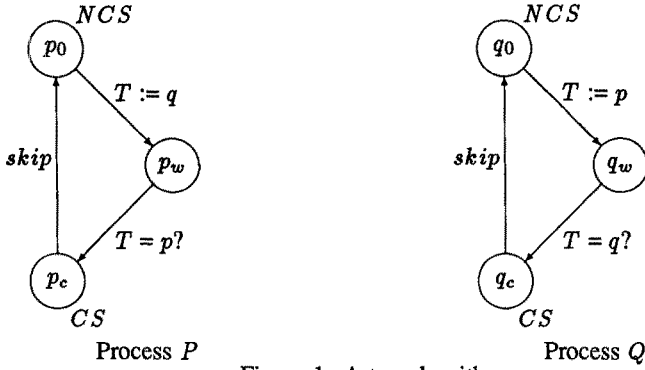 NCS
p0
T := q
skip
pw
T = p?
pc
CS
Process P
NCS
q0
T := p
skip
qw
T = q?
qc
CS
Process Q